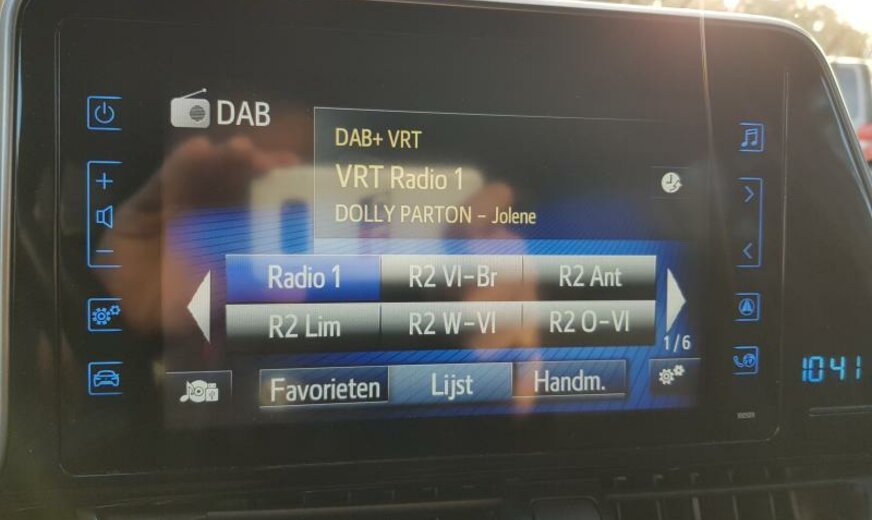 DAB
DAB+ VRT
VRT Radio 1
DOLLY PARTON - Jolene
Radio 1 R2 Vl-Br R2 Ant
R2 Lim R2 W-Vl R2 O-Vl
1/6
Favorieten Lijst Handm.
10:41